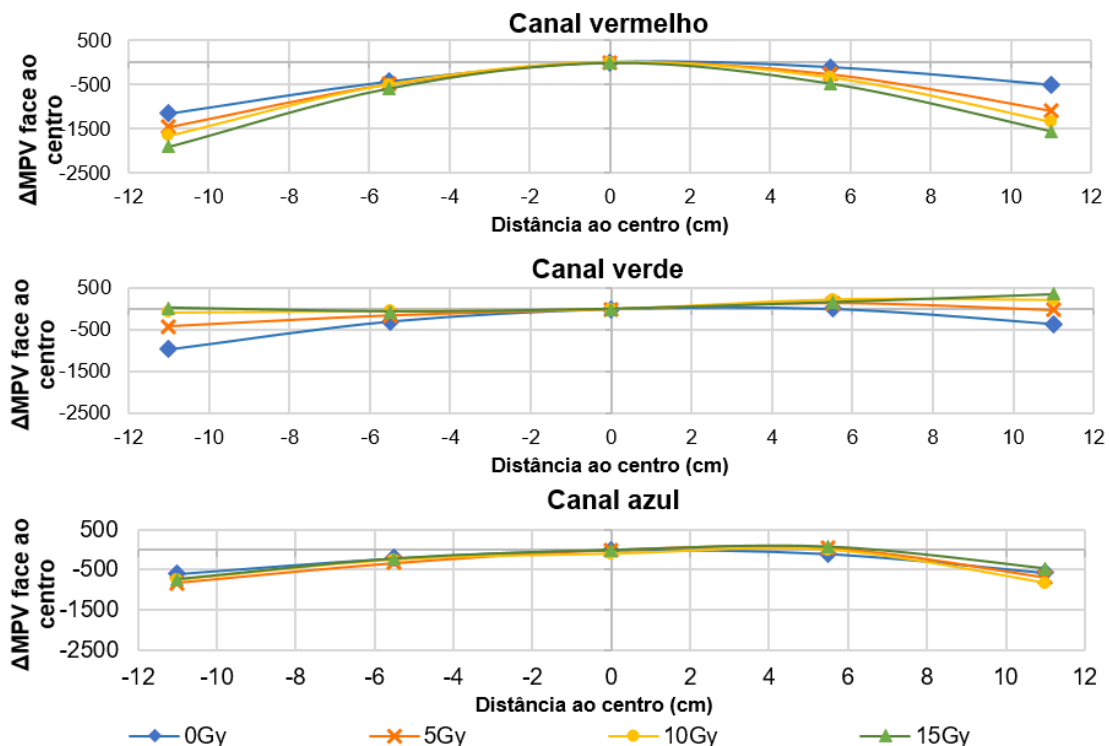 Canal vermelho
ΔMPV face ao
centro
500
-500
-1500
-2500
-12 -10 -8 -6 -4 -2 0 2 4 6 8 10 12
Distância ao centro (cm)
Canal verde
ΔMPV face ao
centro
500
-500
-1500
-2500
-12 -10 -8 -6 -4 -2 0 2 4 6 8 10 12
Distância ao centro (cm)
Canal azul
ΔMPV face ao
centro
500
-500
-1500
-2500
-12 -10 -8 -6 -4 -2 0 2 4 6 8 10 12
Distância ao centro (cm)
0Gy 5Gy 10Gy 15Gy